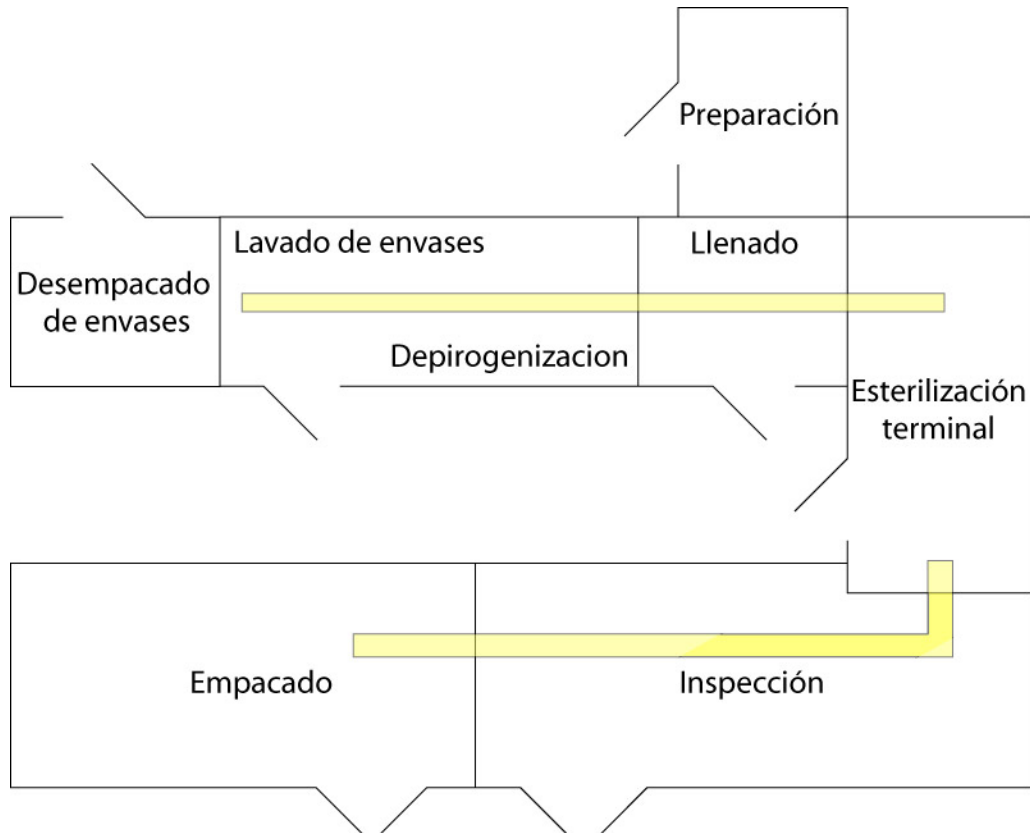 Preparación
Lavado de envases
Llenado
Desempacado
de envases
Depirogenizacion
Esterilización
terminal
Empacado
Inspección